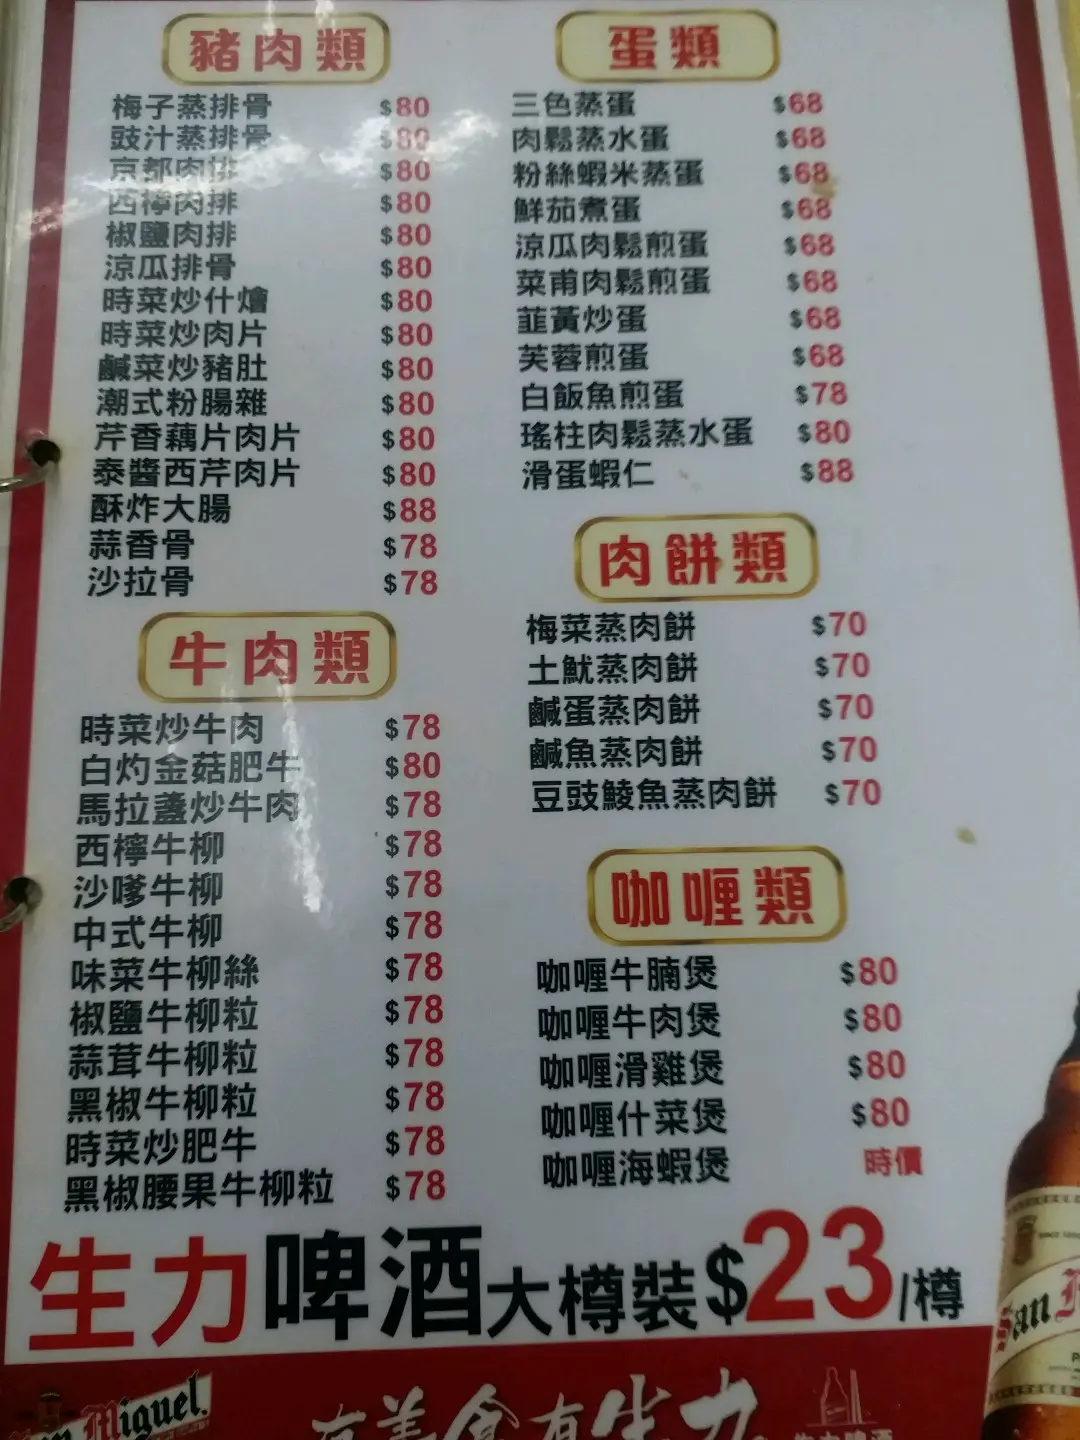 豬肉類
梅子蒸排骨 $80
豉汁蒸排骨 $80
京都肉排 $80
西檸肉排 $80
椒鹽肉排 $80
涼瓜排骨 $80
時菜炒什燴 $80
時菜炒肉片 $80
鹹菜炒豬肚 $80
潮式粉腸雜 $80
芹香藕片肉片 $80
泰醬西芹肉片 $80
酥炸大腸 $88
蒜香骨 $78
沙拉骨 $78
牛肉類
時菜炒牛肉 $78
白灼金菇肥牛 $80
馬拉盞炒牛肉 $78
西檸牛柳 $78
沙嗲牛柳 $78
中式牛柳 $78
味菜牛柳絲 $78
椒鹽牛柳粒 $78
蒜茸牛柳粒 $78
黑椒牛柳粒 $78
時菜炒肥牛 $78
黑椒腰果牛柳粒 $78
蛋類
三色蒸蛋 $68
肉鬆蒸水蛋 $68
粉絲蝦米蒸蛋 $68
鮮茄煮蛋 $68
涼瓜肉鬆煎蛋 $68
菜甫肉鬆煎蛋 $68
韮黃炒蛋 $68
芙蓉煎蛋 $68
白飯魚煎蛋 $78
瑤柱肉鬆蒸水蛋 $80
滑蛋蝦仁 $88
肉餅類
梅菜蒸肉餅 $70
土魷蒸肉餅 $70
鹹蛋蒸肉餅 $70
鹹魚蒸肉餅 $70
豆豉鯪魚蒸肉餅 $70
咖喱類
咖喱牛腩煲 $80
咖喱牛肉煲 $80
咖喱滑雞煲 $80
咖喱什菜煲 $80
咖喱海蝦煲 時價
生力啤酒大樽裝$23/樽
San Miguel
有美食有生力
生力啤酒